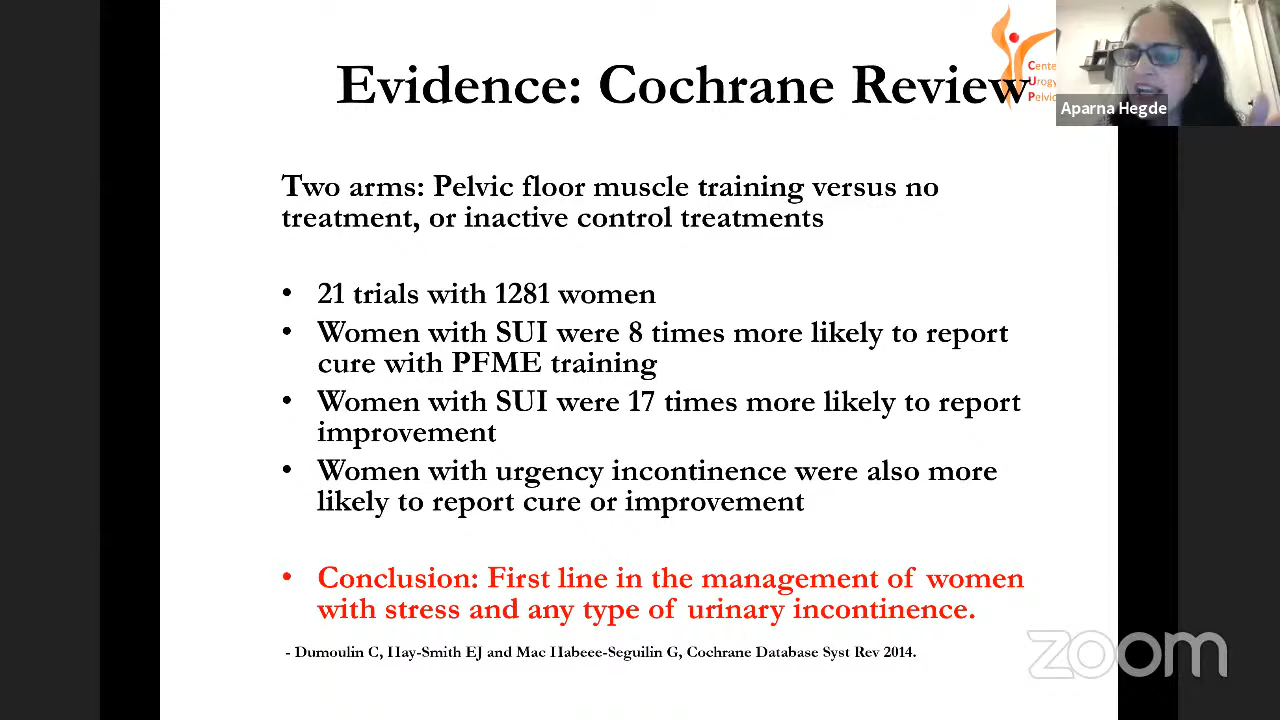 Evidence: Cochrane Review
Cente
Urogy
Pelvic
Aparna Hegde
Two arms: Pelvic floor muscle training versus no
treatment, or inactive control treatments
• 21 trials with 1281 women
• Women with SUI were 8 times more likely to report
cure with PFME training
• Women with SUI were 17 times more likely to report
improvement
• Women with urgency incontinence were also more
likely to report cure or improvement
• Conclusion: First line in the management of women
with stress and any type of urinary incontinence.
- Dumoulin C, Hay-Smith EJ and Mac Habeee-Seguilin G, Cochrane Database Syst Rev 2014.
zoom